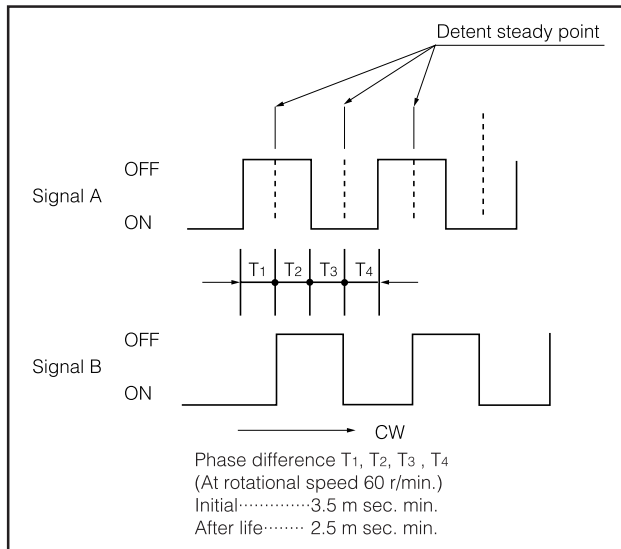 Detent steady point
OFF
Signal A
ON
T1 T2 T3 T4
OFF
Signal B
ON
CW
Phase difference T1, T2, T3 , T4
(At rotational speed 60 r/min.)
Initial··············3.5 m sec. min.
After life········ 2.5 m sec. min.